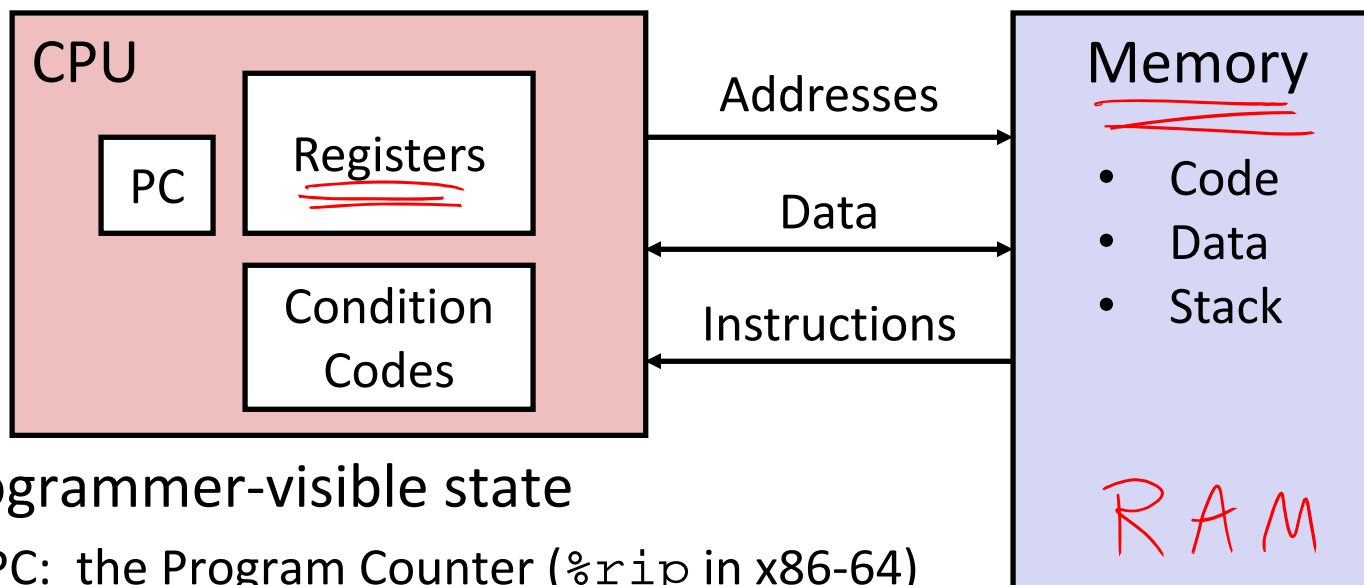 CPU
PC
Registers
Condition
Codes
Addresses
Data
Instructions
Memory
• Code
• Data
• Stack
RAM
ogrammer-visible state
PC: the Program Counter (%rip in x86-64)